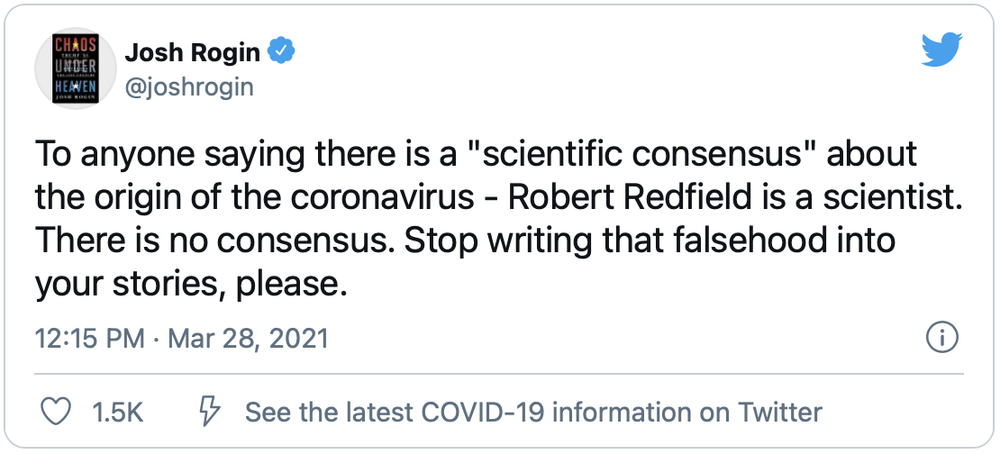 CHAOS
UNDER
HEAVEN
JOSH ROGIN
Josh Rogin
@joshrogin
To anyone saying there is a "scientific consensus" about
the origin of the coronavirus - Robert Redfield is a scientist.
There is no consensus. Stop writing that falsehood into
your stories, please.
12:15 PM · Mar 28, 2021
1.5K See the latest COVID-19 information on Twitter